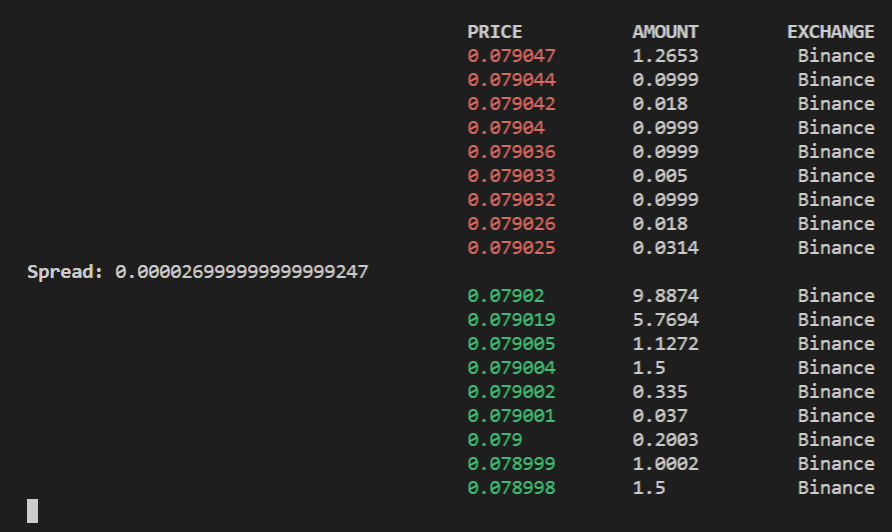 PRICE AMOUNT EXCHANGE
0.079047 1.2653 Binance
0.079044 0.0999 Binance
0.079042 0.018 Binance
0.07904 0.0999 Binance
0.079036 0.0999 Binance
0.079033 0.005 Binance
0.079032 0.0999 Binance
0.079026 0.018 Binance
0.079025 0.0314 Binance
Spread: 0.000026999999999999247
0.07902 9.8874 Binance
0.079019 5.7694 Binance
0.079005 1.1272 Binance
0.079004 1.5 Binance
0.079002 0.335 Binance
0.079001 0.037 Binance
0.079 0.2003 Binance
0.078999 1.0002 Binance
0.078998 1.5 Binance